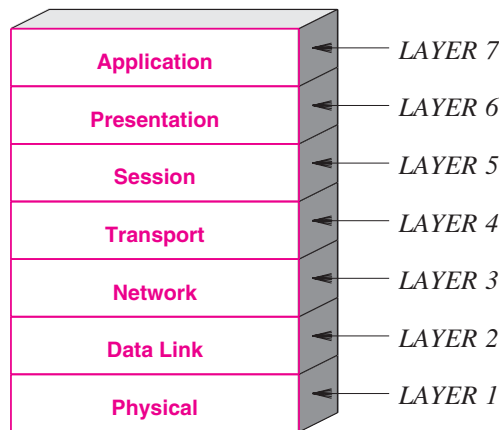 Application LAYER 7
Presentation LAYER 6
Session LAYER 5
Transport LAYER 4
Network LAYER 3
Data Link LAYER 2
Physical LAYER 1